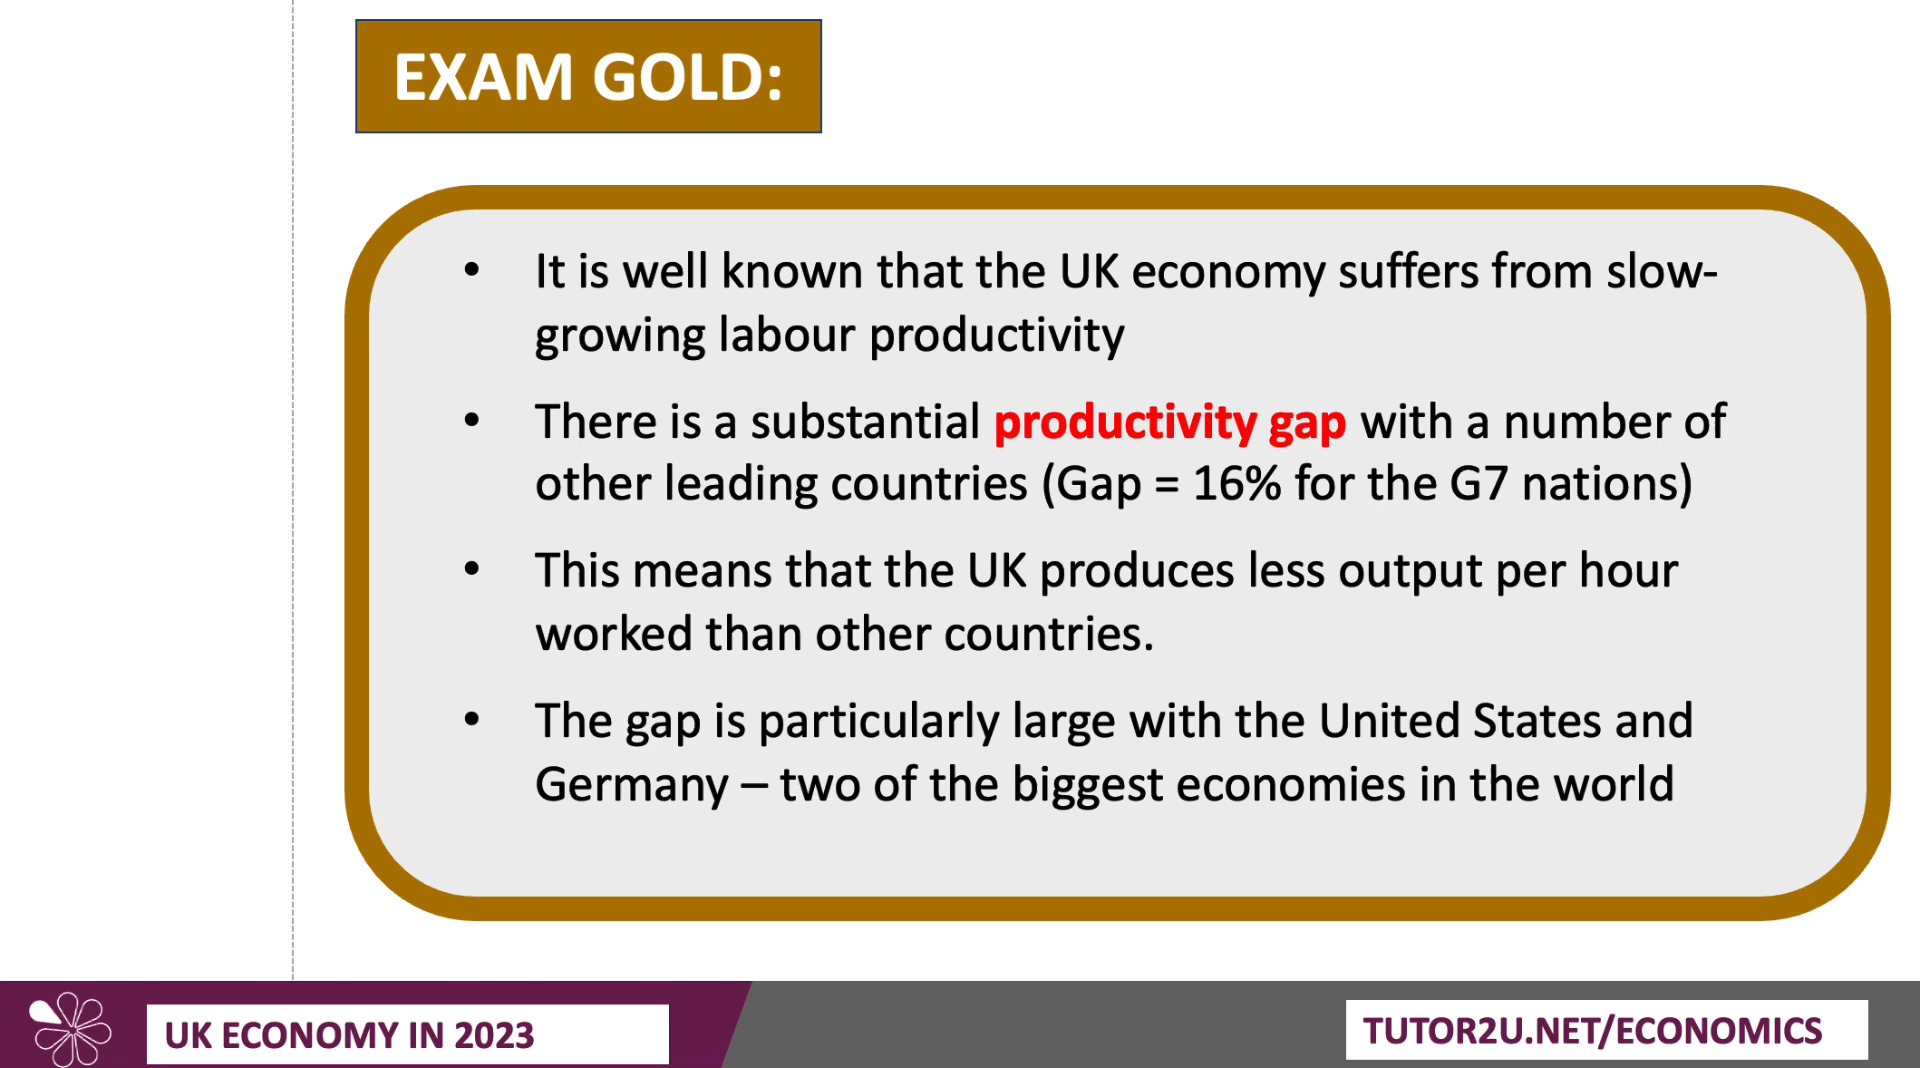 EXAM GOLD:
• It is well known that the UK economy suffers from slow-
growing labour productivity
• There is a substantial productivity gap with a number of
other leading countries (Gap = 16% for the G7 nations)
• This means that the UK produces less output per hour
worked than other countries.
• The gap is particularly large with the United States and
Germany – two of the biggest economies in the world
UK ECONOMY IN 2023
TUTOR2U.NET/ECONOMICS